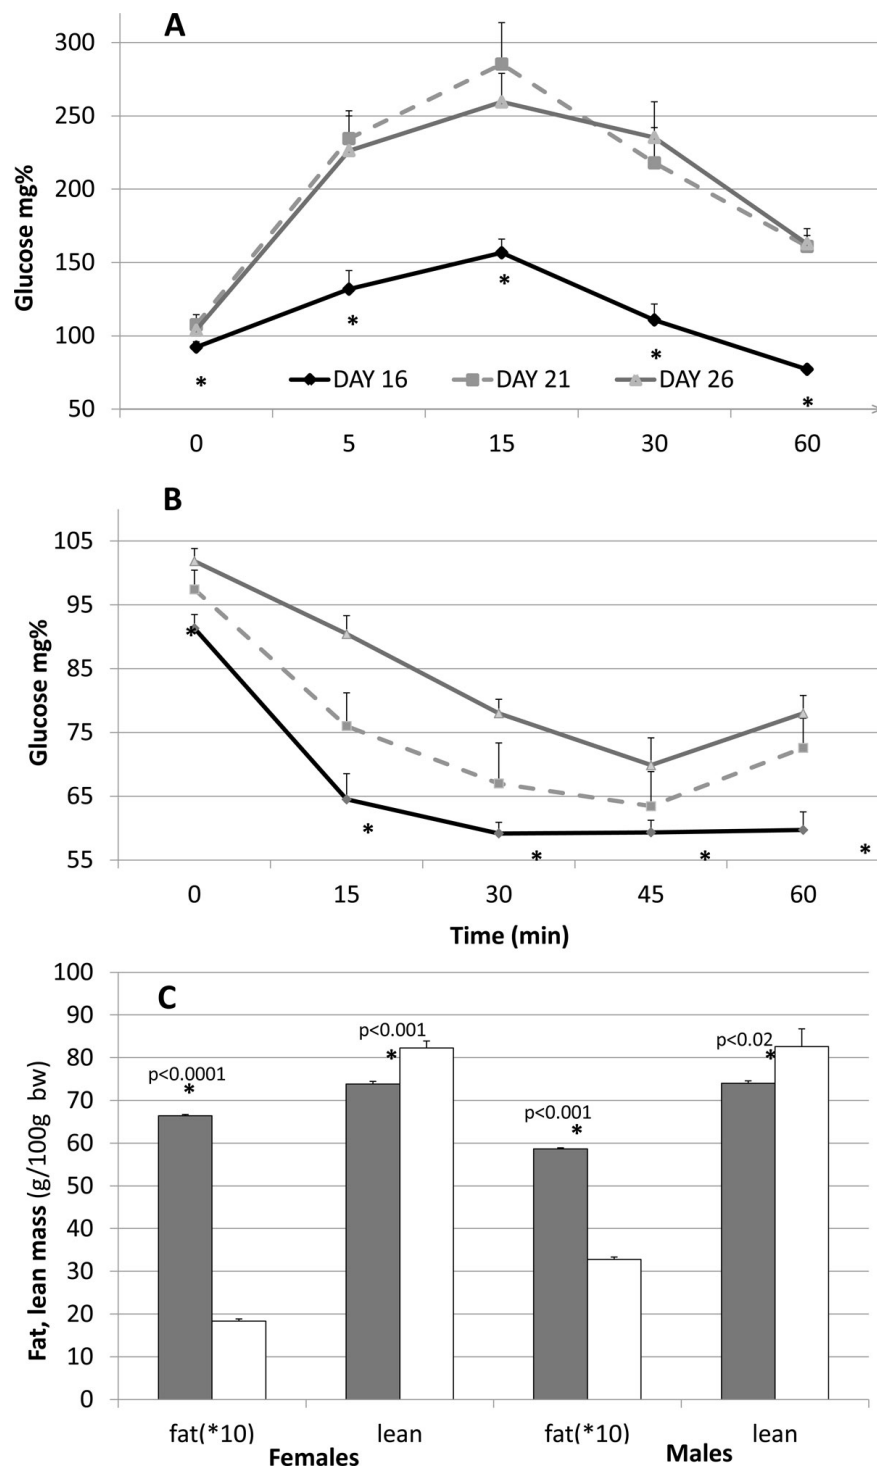 A
300
250
200
150
100
50
Glucose mg%
*
*
*
*
*
DAY 16 DAY 21 DAY 26
0 5 15 30 60
B
105
95
85
75
65
55
Glucose mg%
*
*
*
*
*
0 15 30 45 60
Time (min)
C
100
90
80
70
60
50
40
30
20
10
0
Fat, lean mass (g/100g bw)
p<0.0001
*
p<0.001
*
p<0.001
*
p<0.02
*
fat(*10) lean fat(*10) lean
Females Males